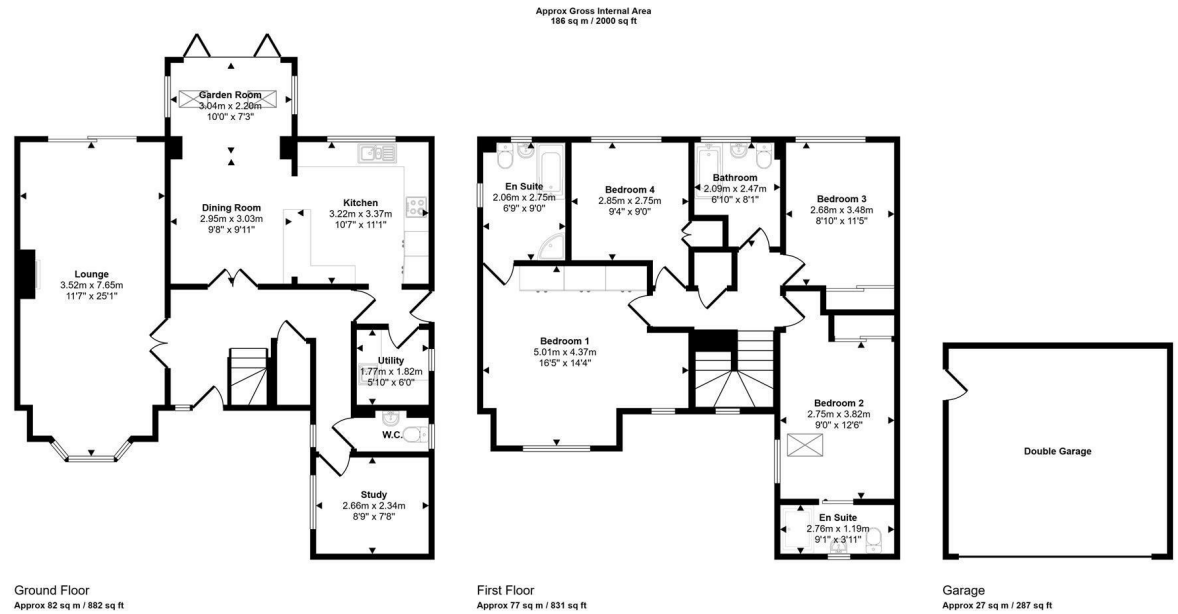 Approx Gross Internal Area
186 sq m / 2000 sq ft
Garden Room
3.04m x 2.20m
10'0" x 7'3"
Dining Room
2.95m x 3.03m
9'8" x 9'11"
Kitchen
3.22m x 3.37m
10'7" x 11'1"
Lounge
3.52m x 7.65m
11'7" x 25'1"
Utility
1.77m x 1.82m
5'10" x 6'0"
W.C.
Study
2.66m x 2.34m
8'9" x 7'8"
Ground Floor
Approx 82 sq m / 882 sq ft
En Suite
2.06m x 2.75m
6'9" x 9'0"
Bedroom 4
2.85m x 2.75m
9'4" x 9'0"
Bathroom
2.09m x 2.47m
6'10" x 8'1"
Bedroom 3
2.68m x 3.48m
8'10" x 11'5"
Bedroom 1
5.01m x 4.37m
16'5" x 14'4"
Bedroom 2
2.75m x 3.82m
9'0" x 12'6"
En Suite
2.76m x 1.19m
9'1" x 3'11"
First Floor
Approx 77 sq m / 831 sq ft
Double Garage
Garage
Approx 27 sq m / 287 sq ft